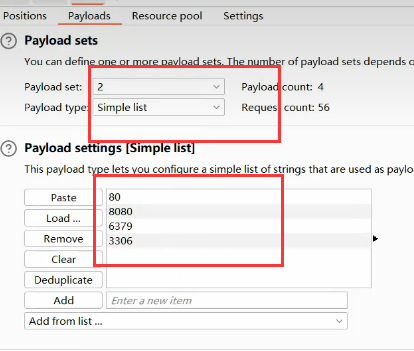 Positions Payloads Resource pool Settings
Payload sets
You can define one or more payload sets. The number of payload sets depends o
Payload set: 2 Payload count: 4
Payload type: Simple list Request count: 56
Payload settings [Simple list]
This payload type lets you configure a simple list of strings that are used as paylo
Paste 80
8080
Load ... 6379
Remove 3306
Clear
Deduplicate
Add Enter a new item
Add from list ...